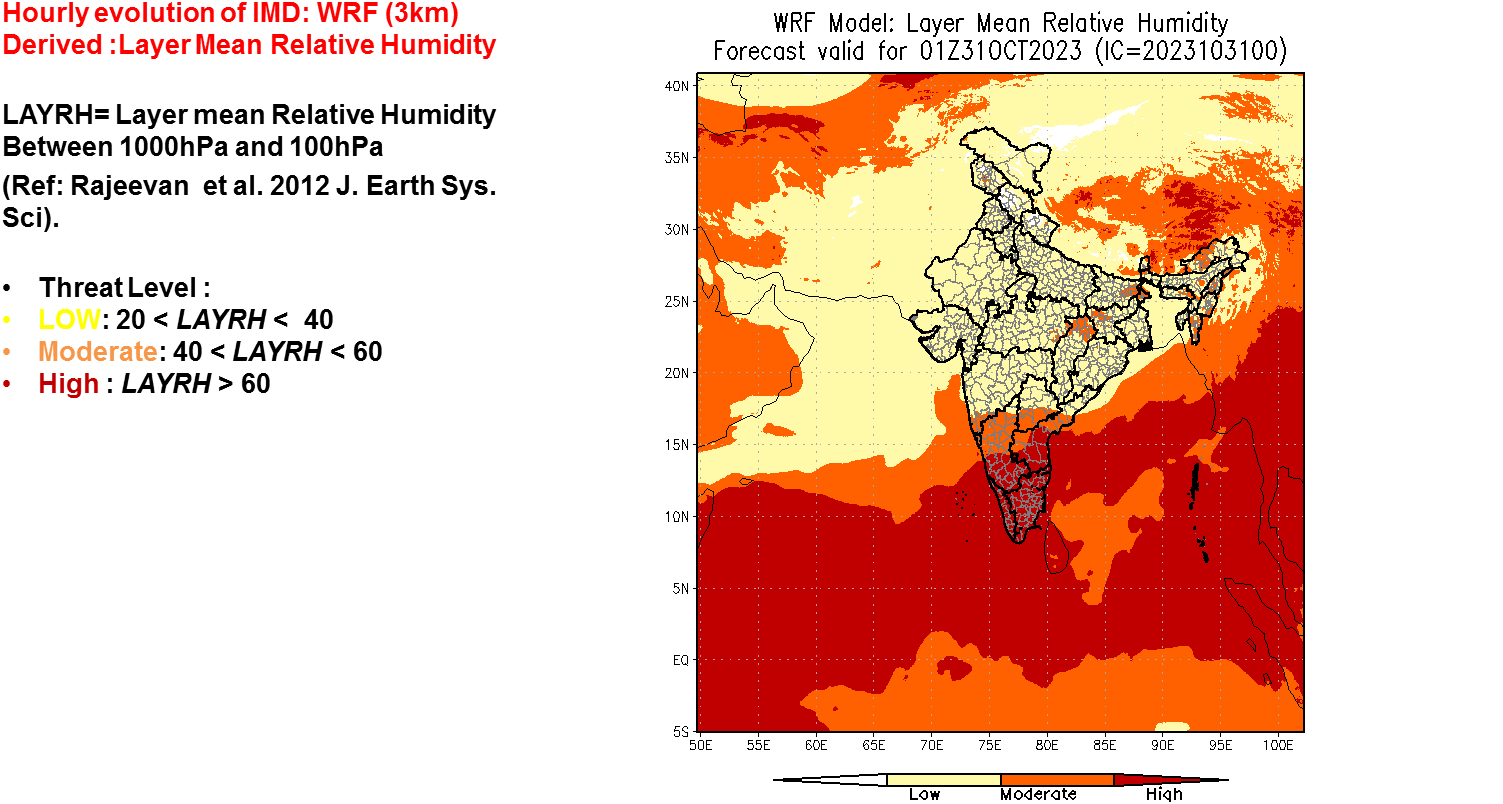 Hourly evolution of IMD: WRF (3km)
Derived :Layer Mean Relative Humidity
LAYRH= Layer mean Relative Humidity
Between 1000hPa and 100hPa
(Ref: Rajeevan et al. 2012 J. Earth Sys.
Sci).
• Threat Level :
• LOW: 20 < LAYRH < 40
• Moderate: 40 < LAYRH < 60
• High : LAYRH > 60
WRF Model: Layer Mean Relative Humidity
Forecast valid for 01Z31OCT2023 (IC=2023103100)
40N
35N
30N
25N
20N
15N
10N
5N
EQ
5S
50E 55E 60E 65E 70E 75E 80E 85E 90E 95E 100E
Low Moderate High